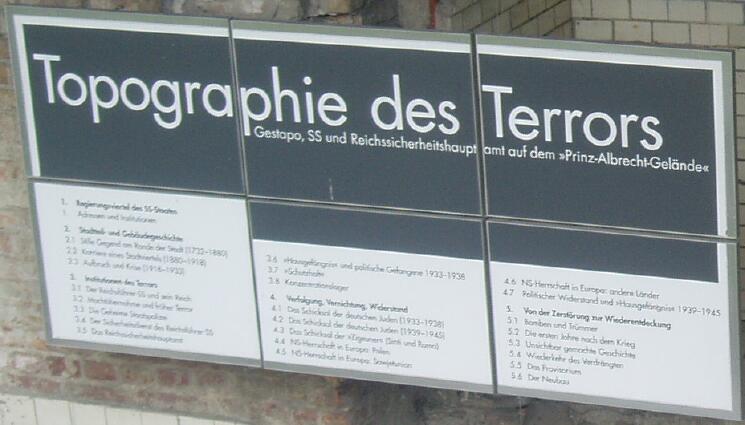 Topographie des Terrors
Gestapo, SS und Reichssicherheitshauptamt auf dem »Prinz-Albrecht-Gelände«
1. Regierungsviertel des SS-Staates
1. Adressen und Institutionen
2. Stadtteil- und Gebäudegeschichte
2.1 Stille Gegend am Rande der Stadt (1732–1880)
2.2 Karriere eines Stadtviertels (1880–1918)
2.3 Aufbruch und Krise (1918–1933)
3. Institutionen des Terrors
3.1 Der Reichsführer SS und sein Reich
3.2 Machtübernahme und früher Terror
3.3 Die Geheime Staatspolizei
3.4 Der Sicherheitsdienst des Reichsführer SS
3.5 Das Reichssicherheitshauptamt
3.6 »Hausgefängnis« und politische Gefangene 1933–1938
3.7 »Schutzhaft«
3.8 Konzentrationslager
4. Verfolgung, Vernichtung, Widerstand
4.1 Das Schicksal der deutschen Juden (1933–1938)
4.2 Das Schicksal der deutschen Juden (1939–1945)
4.3 Das Schicksal der »Zigeuner« (Sinti und Roma)
4.4 NS-Herrschaft in Europa: Polen
4.5 NS-Herrschaft in Europa: Sowjetunion
4.6 NS-Herrschaft in Europa: andere Länder
4.7 Politischer Widerstand und »Hausgefängnis« 1939–1945
5. Von der Zerstörung zur Wiederentdeckung
5.1 Bomben und Trümmer
5.2 Die ersten Jahre nach dem Krieg
5.3 Unsichtbar gemachte Geschichte
5.4 Wiederkehr des Verdrängten
5.5 Das Provisorium
5.6 Der Neubau